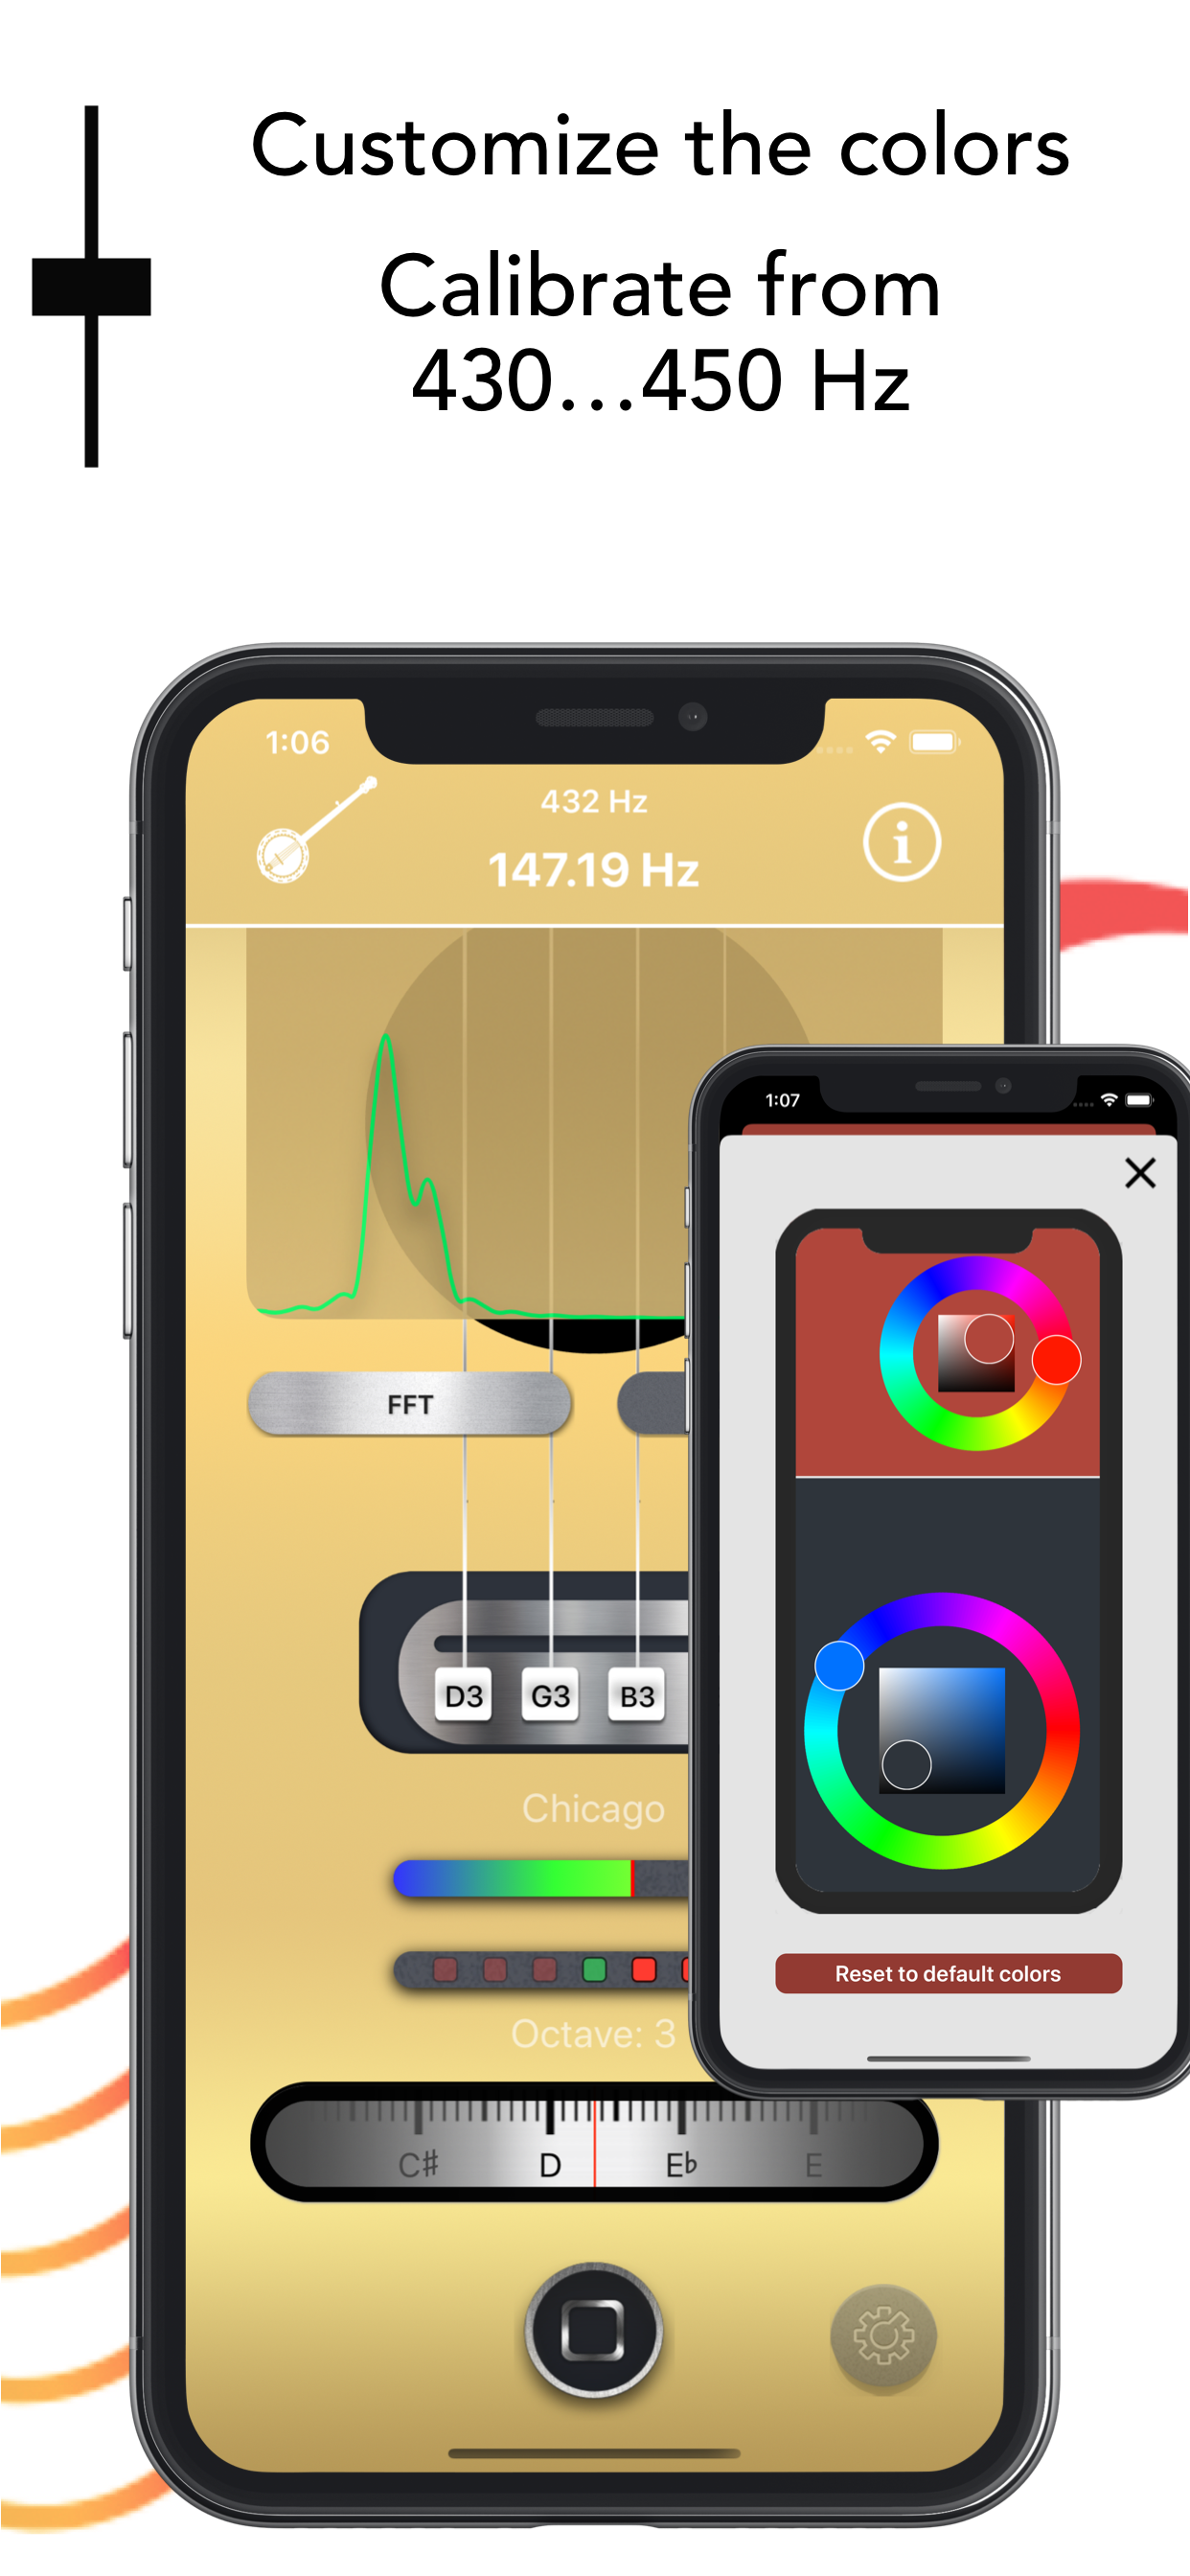 Customize the colors
Calibrate from
430...450 Hz
1:06
432 Hz
147.19 Hz
i
FFT
D3 G3 B3
Chicago
Octave: 3
C♯ D E♭ E
1:07
Reset to default colors